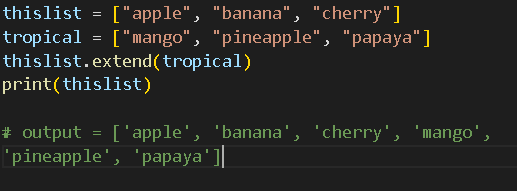 thislist = ["apple", "banana", "cherry"]
tropical = ["mango", "pineapple", "papaya"]
thislist.extend(tropical)
print(thislist)
# output = ['apple', 'banana', 'cherry', 'mango',
'pineapple', 'papaya']